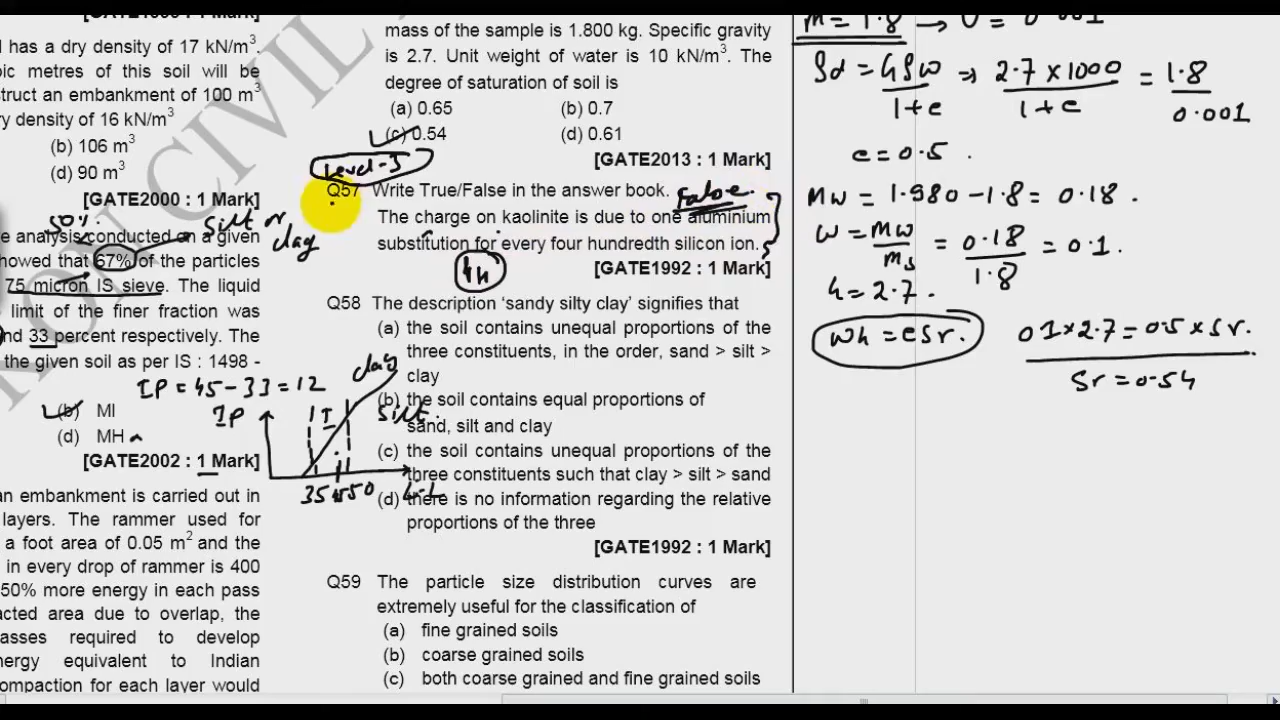 l has a dry density of 17 kN/m³.
ic metres of this soil will be
struct an embankment of 100 m³
ry density of 16 kN/m³
(b) 106 m³
(d) 90 m³
[GATE2000 : 1 Mark]
50%
silt or
clay
e analysis conducted on a given
howed that 67% of the particles
75 micron IS sieve. The liquid
limit of the finer fraction was
nd 33 percent respectively. The
the given soil as per IS : 1498 -
IP = 45 - 33 = 12
(b) MI
(d) MH
[GATE2002 : 1 Mark]
IP
I
clay
silt
35 45 50 L.L
an embankment is carried out in
layers. The rammer used for
a foot area of 0.05 m² and the
in every drop of rammer is 400
50% more energy in each pass
acted area due to overlap, the
asses required to develop
nergy equivalent to Indian
compaction for each layer would
mass of the sample is 1.800 kg. Specific gravity
is 2.7. Unit weight of water is 10 kN/m³. The
degree of saturation of soil is
(a) 0.65 (b) 0.7
(c) 0.54 (d) 0.61
[GATE2013 : 1 Mark]
Level-3
Q57 Write True/False in the answer book. False.
The charge on kaolinite is due to one aluminium
substitution for every four hundredth silicon ion.
[GATE1992 : 1 Mark]
Q58 The description 'sandy silty clay' signifies that
(a) the soil contains unequal proportions of the
three constituents, in the order, sand > silt >
clay
(b) the soil contains equal proportions of
sand, silt and clay
(c) the soil contains unequal proportions of the
three constituents such that clay > silt > sand
(d) there is no information regarding the relative
proportions of the three
[GATE1992 : 1 Mark]
Q59 The particle size distribution curves are
extremely useful for the classification of
(a) fine grained soils
(b) coarse grained soils
(c) both coarse grained and fine grained soils
m = 1.8 → V = 0.001
ρd = Gρw / 1+e ⇒ 2.7 × 1000 / 1+e = 1.8 / 0.001
e = 0.5
Mw = 1.980 - 1.8 = 0.18.
w = Mw / Ms = 0.18 / 1.8 = 0.1.
G = 2.7.
wG = eSr.
0.1 × 2.7 = 0.5 × Sr.
Sr = 0.54